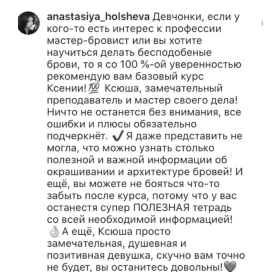 anastasiya_holsheva Девчонки, если у
кого-то есть интерес к профессии
мастер-бровист или вы хотите
научиться делать бесподобеные
брови, то я со 100 %-ой уверенностью
рекомендую вам базовый курс
Ксении!💯 Ксюша, замечательный
преподаватель и мастер своего дела!
Ничто не останется без внимания, все
ошибки и плюсы обязательно
подчеркнёт. ✔️Я даже представить не
могла, что можно узнать столько
полезной и важной информации об
окрашивании и архитектуре бровей! И
ещё, вы можете не бояться что-то
забыть после курса, потому что у вас
останестя супер ПОЛЕЗНАЯ тетрадь
со всей необходимой информацией!
👌🏻А ещё, Ксюша просто
замечательная, душевная и
позитивная девушка, скучно вам точно
не будет, вы останитесь довольны!🖤